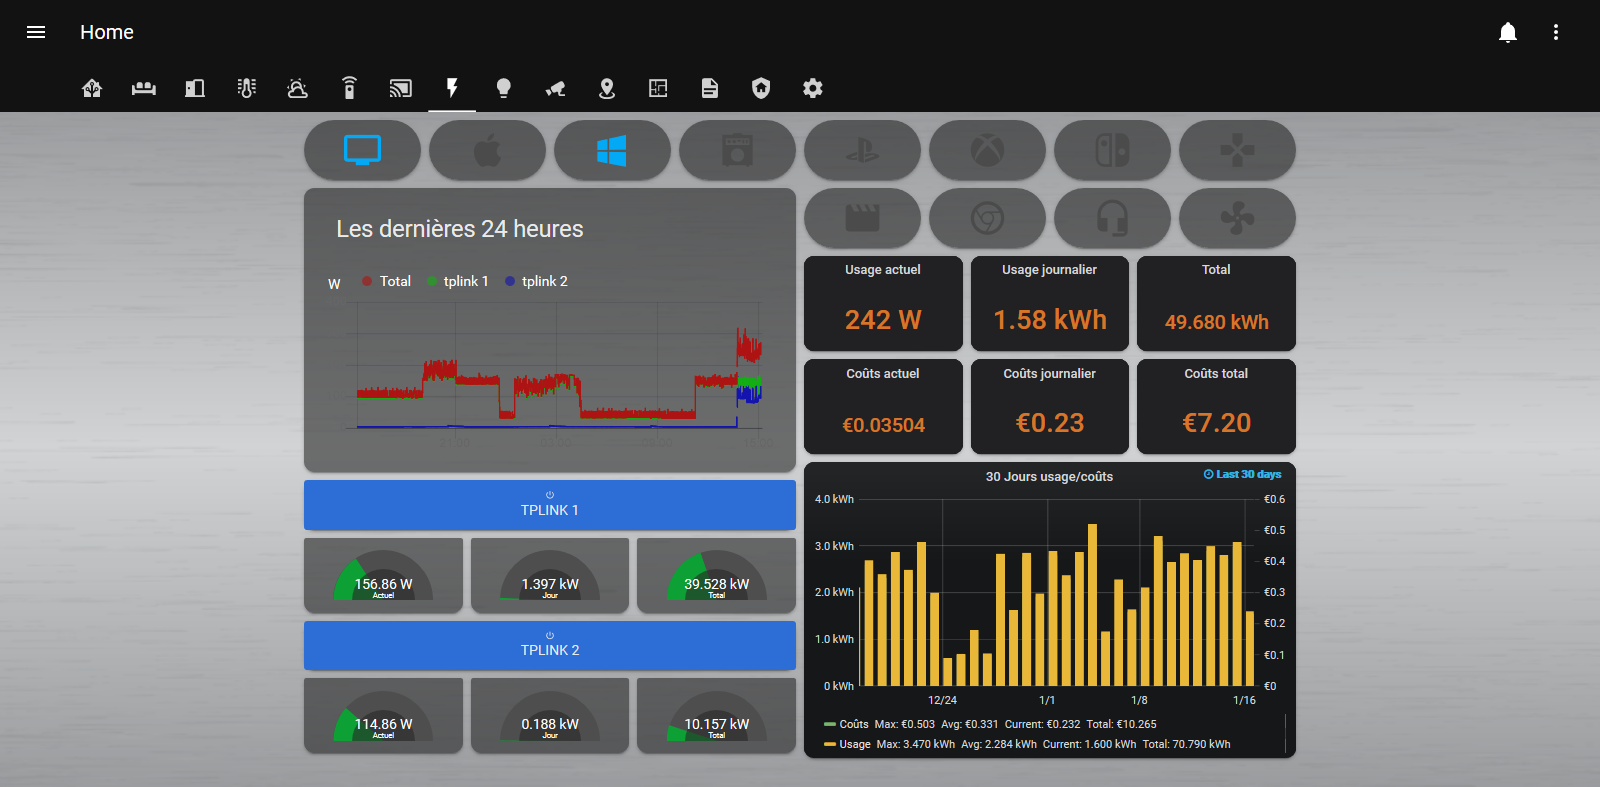 Home
Les dernières 24 heures
W Total tplink 1 tplink 2
Usage actuel
242 W
Usage journalier
1.58 kWh
Total
49.680 kWh
Coûts actuel
€0.03504
Coûts journalier
€0.23
Coûts total
€7.20
TPLINK 1
156.86 W
Actuel
1.397 kW
Jour
39.528 kW
Total
TPLINK 2
114.86 W
Actuel
0.188 kW
Jour
10.157 kW
Total
30 Jours usage/coûts
Last 30 days
4.0 kWh
3.0 kWh
2.0 kWh
1.0 kWh
0 kWh
€0.6
€0.5
€0.4
€0.3
€0.2
€0.1
€0
12/24 1/1 1/8 1/16
Coûts Max: €0.503 Avg: €0.331 Current: €0.232 Total: €10.265
Usage Max: 3.470 kWh Avg: 2.284 kWh Current: 1.600 kWh Total: 70.790 kWh